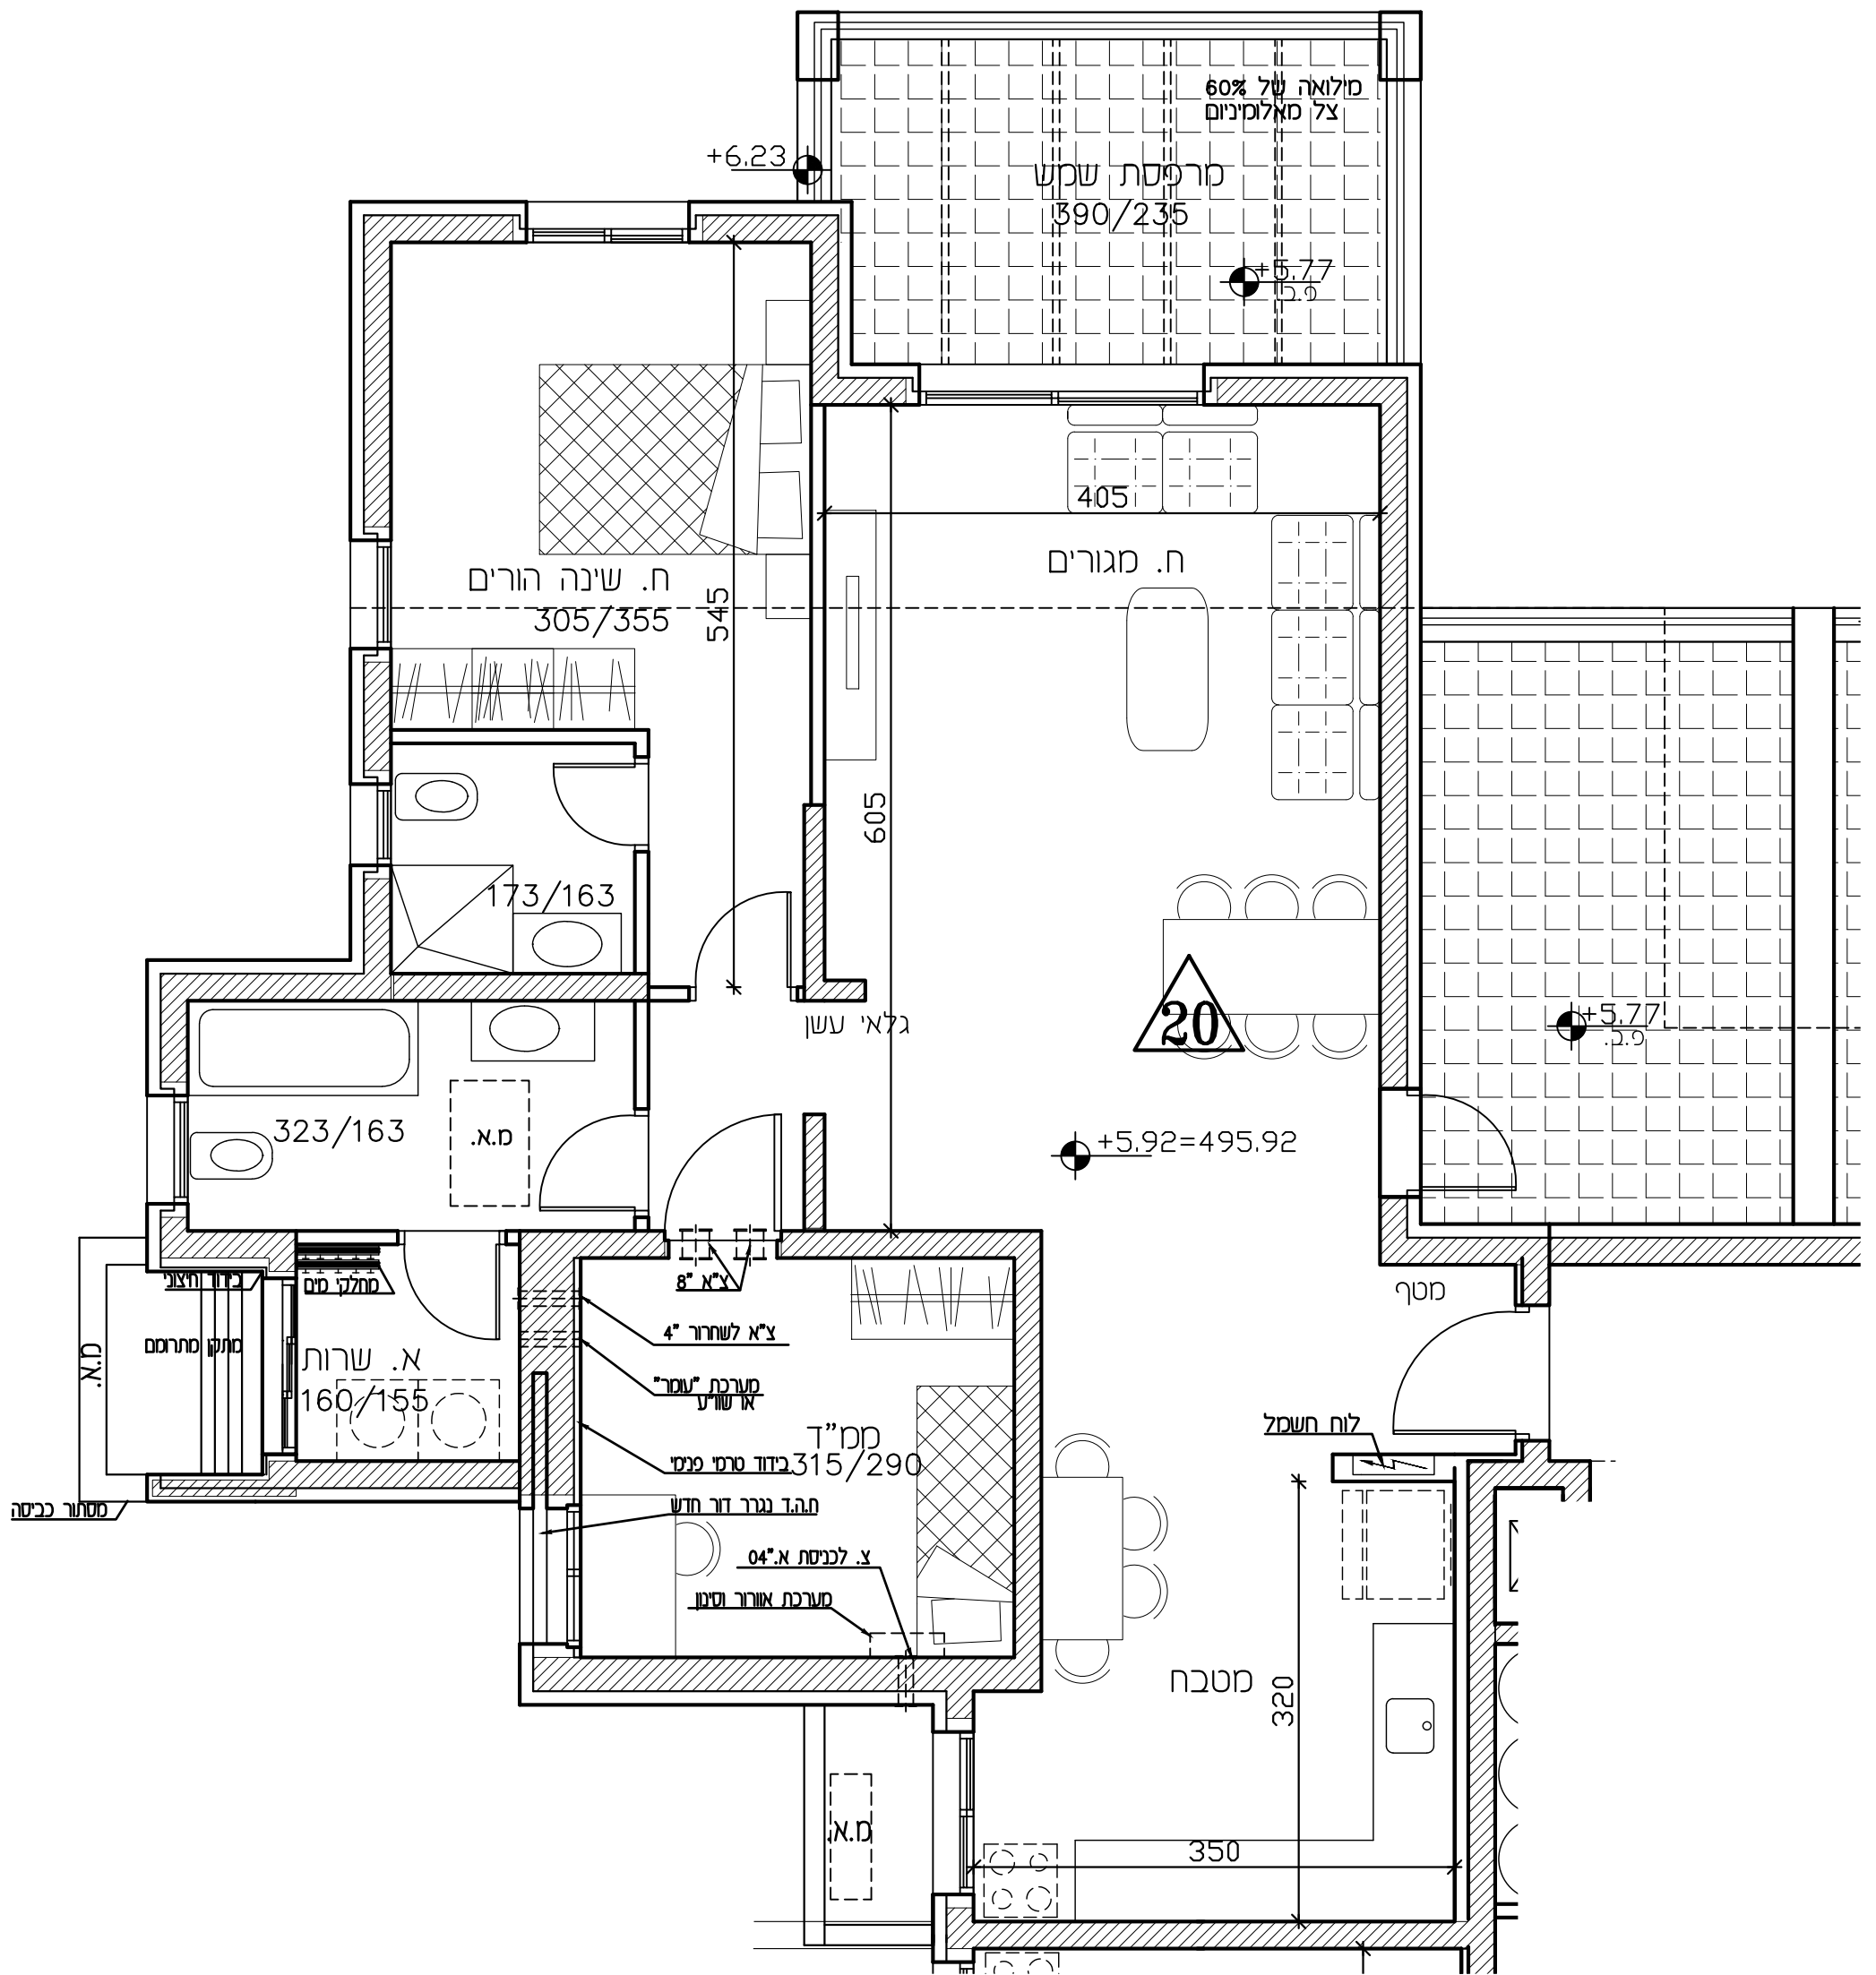 מילואה של 60%
צל מאלומיניום
+6.23
מרפסת שמש
390/235
+5.77
פ.ב.
405
ח. מגורים
ח. שינה הורים
305/355
545
605
173/163
גלאי עשן
20
+5.77
פ.ב.
323/163
מ.א.
+5.92=495.92
צ"א 8"
בידוד חיצוני
מחלקי מים
מטף
צ"א לשחרור 4"
מ.א.
מתקן מתרומם
א. שרות
160/155
מערכת "עומר"
או שוו"ע
לוח חשמל
ממ"ד
315/290
בידוד טרמי פנימי
ח.ה.ד נגרר דור חדש
מסתור כביסה
צ. לכניסת א."04
מערכת אוורור וסינון
מטבח
320
מ.א.
350